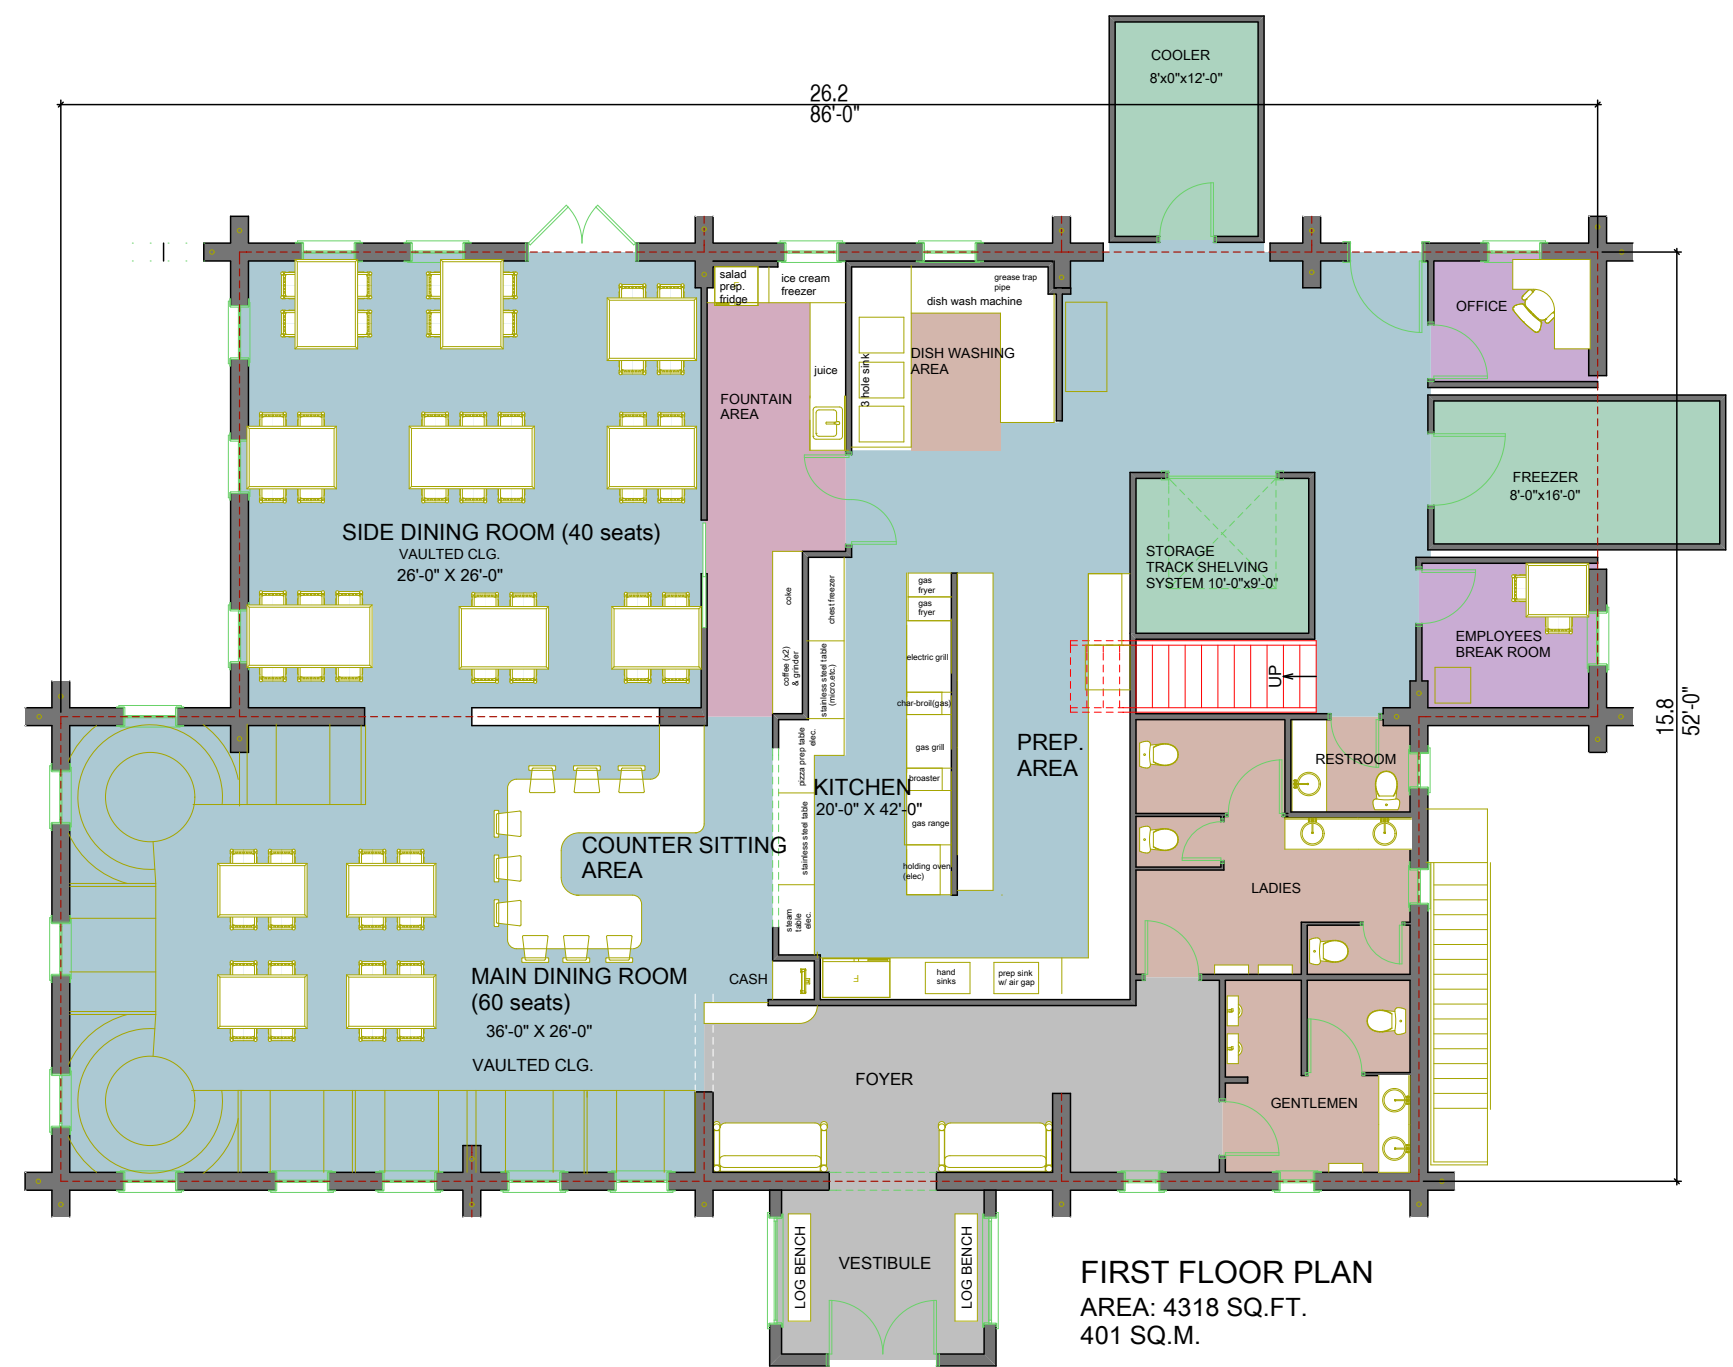 COOLER
8'x0"x12'-0"
26.2
86'-0"
salad
prep.
fridge
ice cream
freezer
grease trap
pipe
dish wash machine
OFFICE
juice
3 hole sink
DISH WASHING
AREA
FOUNTAIN
AREA
FREEZER
8'-0"x16'-0"
SIDE DINING ROOM (40 seats)
VAULTED CLG.
26'-0" X 26'-0"
STORAGE
TRACK SHELVING
SYSTEM 10'-0"x9'-0"
coke
chest freezer
gas
fryer
gas
fryer
EMPLOYEES
BREAK ROOM
coffee (x2)
& grinder
stainless steel table
(micro.etc.)
electric grill
UP
char-broil(gas)
15.8
52'-0"
pizza prep table
elec.
gas grill
PREP.
AREA
RESTROOM
broaster
KITCHEN
20'-0" X 42'-0"
stainless steel table
gas range
COUNTER SITTING
AREA
holding oven
(elec)
LADIES
steam
table
elec.
MAIN DINING ROOM
(60 seats)
36'-0" X 26'-0"
VAULTED CLG.
CASH
hand
sinks
prep sink
w/ air gap
FOYER
GENTLEMEN
LOG BENCH
VESTIBULE
LOG BENCH
FIRST FLOOR PLAN
AREA: 4318 SQ.FT.
401 SQ.M.